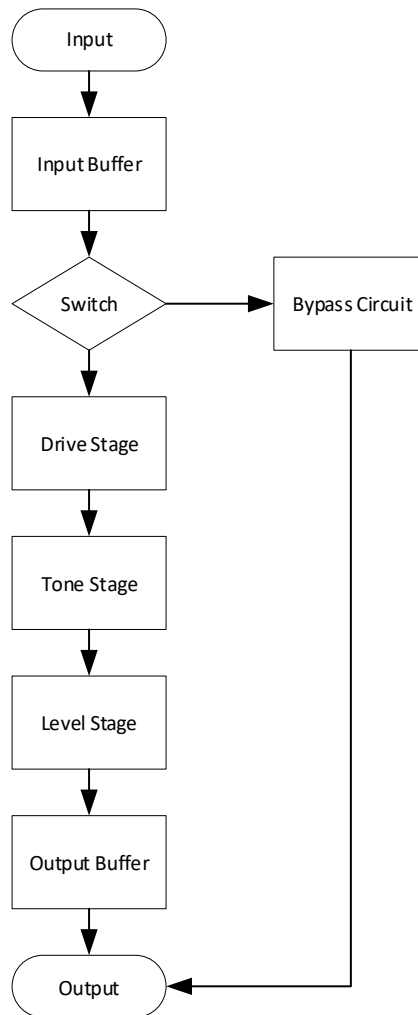 Input
Input Buffer
Switch
Bypass Circuit
Drive Stage
Tone Stage
Level Stage
Output Buffer
Output